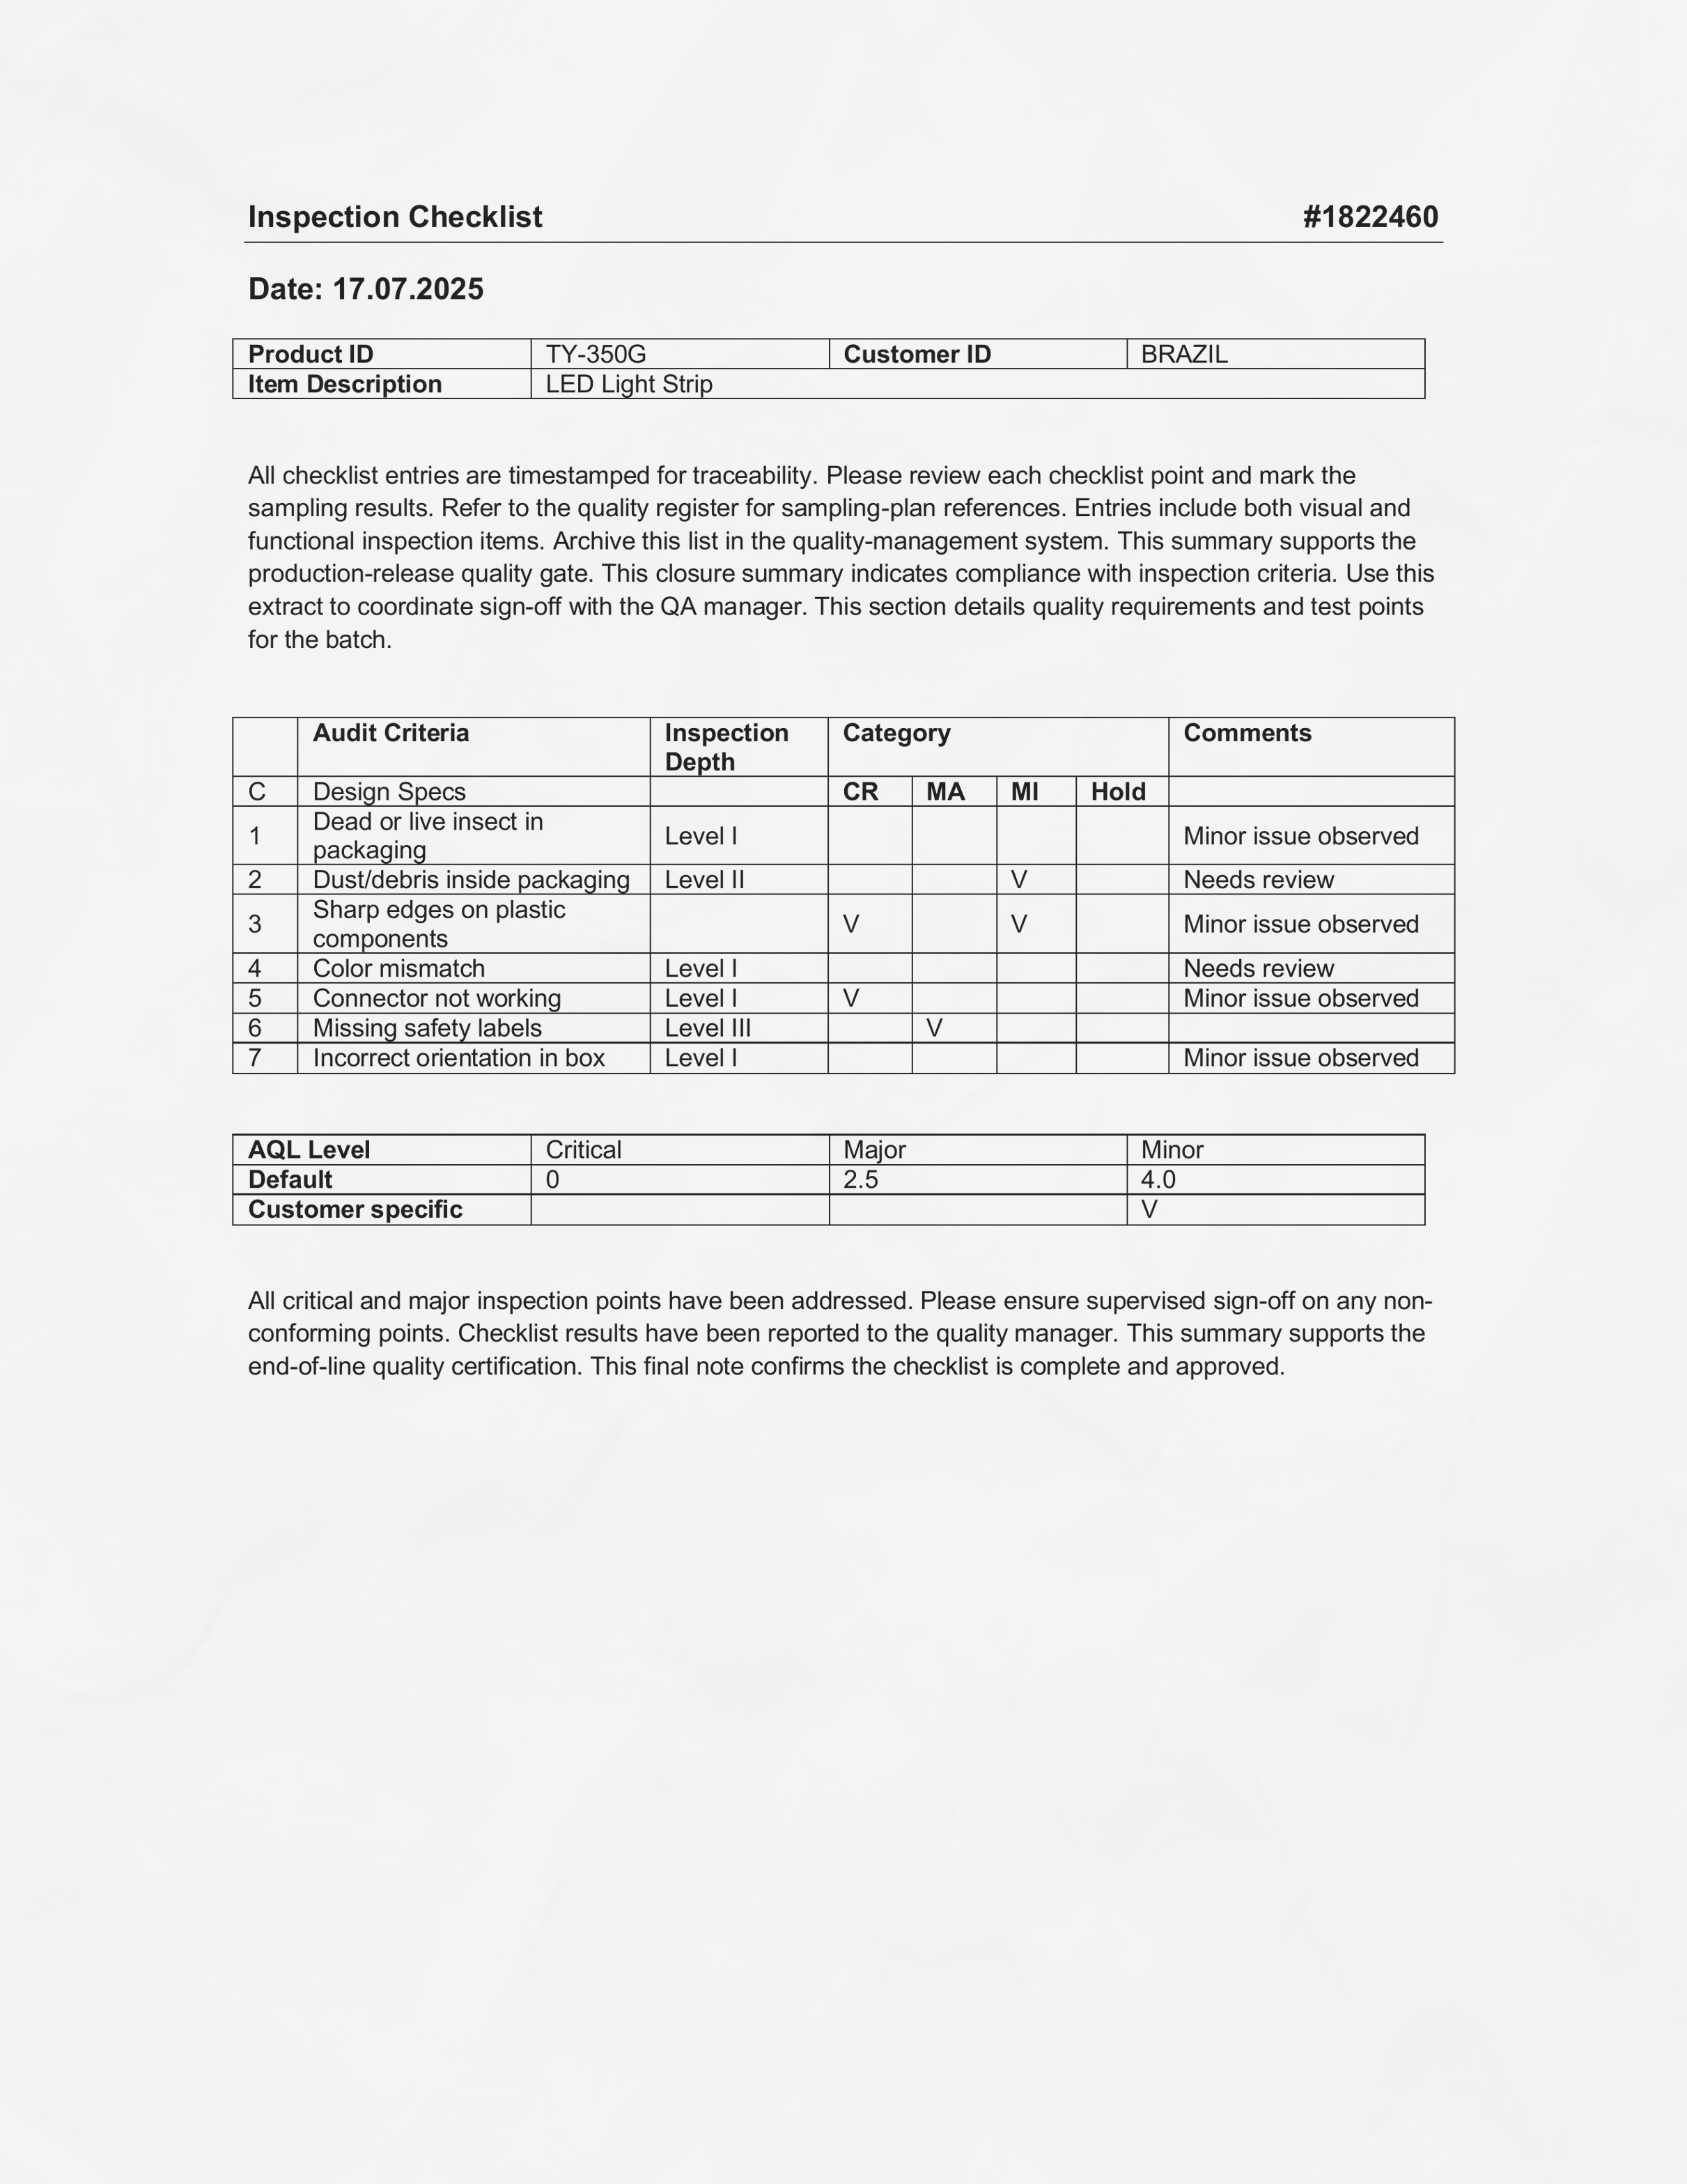 Inspection Checklist #1822460
Date: 17.07.2025
Product ID TY-350G Customer ID BRAZIL
Item Description LED Light Strip
All checklist entries are timestamped for traceability. Please review each checklist point and mark the
sampling results. Refer to the quality register for sampling-plan references. Entries include both visual and
functional inspection items. Archive this list in the quality-management system. This summary supports the
production-release quality gate. This closure summary indicates compliance with inspection criteria. Use this
extract to coordinate sign-off with the QA manager. This section details quality requirements and test points
for the batch.
Audit Criteria Inspection Depth Category Comments
C Design Specs CR MA MI Hold
1 Dead or live insect in packaging Level I Minor issue observed
2 Dust/debris inside packaging Level II V Needs review
3 Sharp edges on plastic components V V Minor issue observed
4 Color mismatch Level I Needs review
5 Connector not working Level I V Minor issue observed
6 Missing safety labels Level III V
7 Incorrect orientation in box Level I Minor issue observed
AQL Level Critical Major Minor
Default 0 2.5 4.0
Customer specific V
All critical and major inspection points have been addressed. Please ensure supervised sign-off on any non-
conforming points. Checklist results have been reported to the quality manager. This summary supports the
end-of-line quality certification. This final note confirms the checklist is complete and approved.